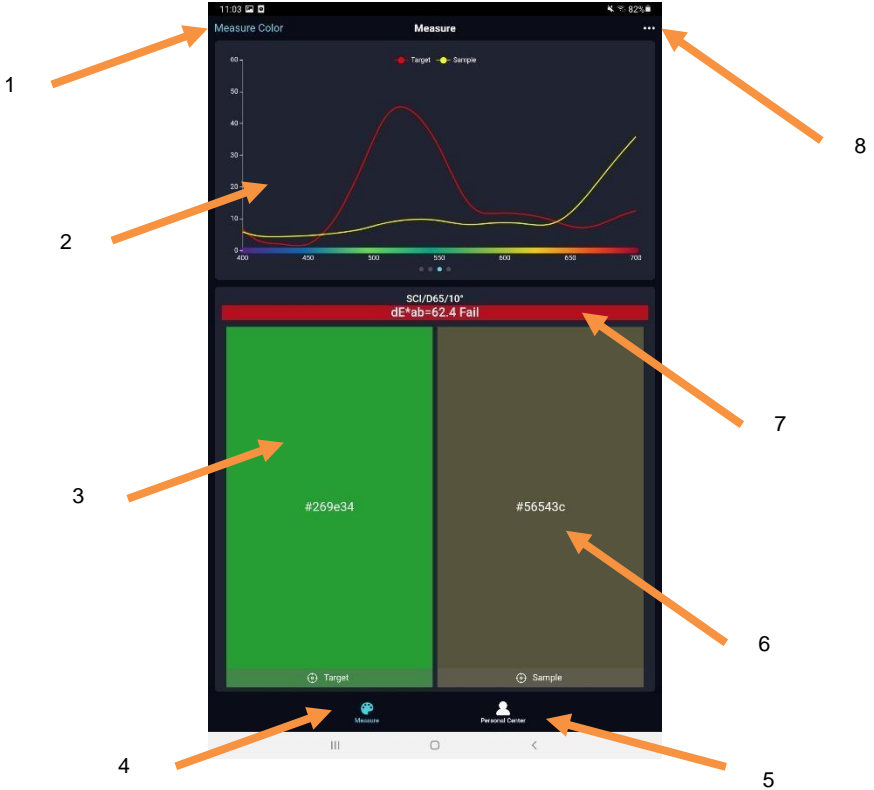 11:03 82%
Measure Color Measure
1
8
Target Sample
60
50
40
30
20
10
0
400 450 500 550 600 650 700
2
SCI/D65/10°
dE*ab=62.4 Fail
7
3
#269e34 #56543c
6
Target Sample
Measure Personal Center
4
5